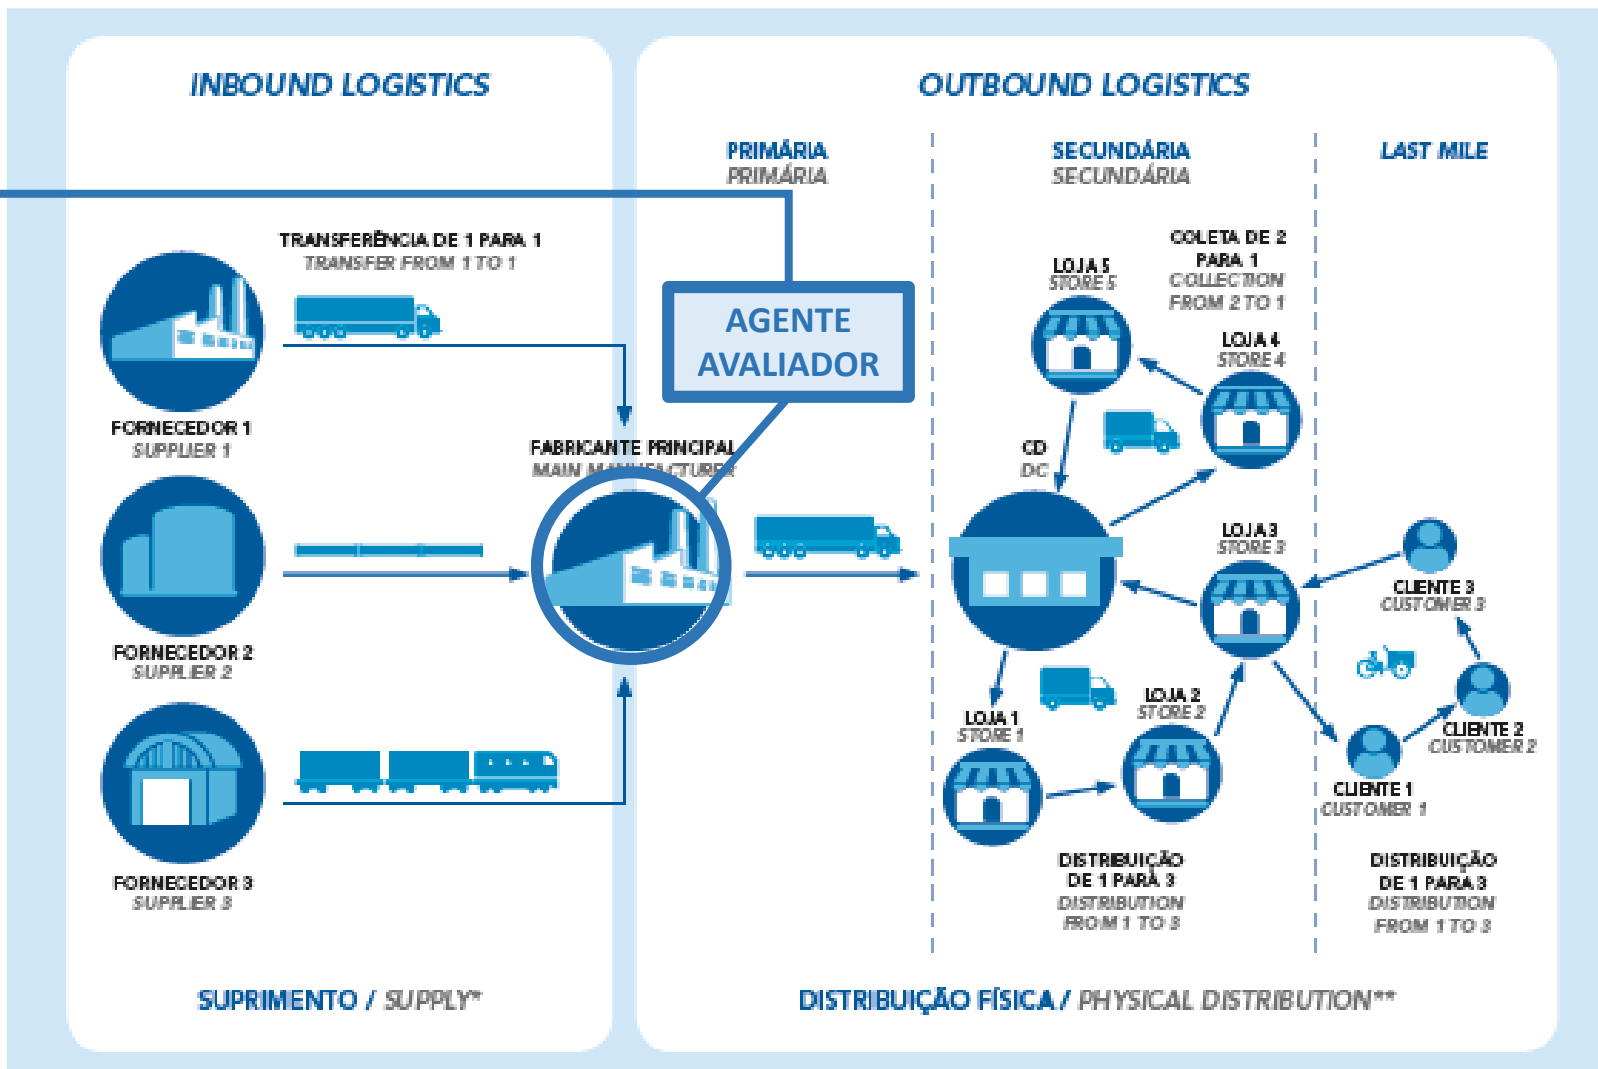 INBOUND LOGISTICS
OUTBOUND LOGISTICS
PRIMÁRIA
PRIMÁRIA
SECUNDÁRIA
SECUNDÁRIA
LAST MILE
TRANSFERÊNCIA DE 1 PARA 1
TRANSFER FROM 1 TO 1
FORNECEDOR 1
SUPPLIER 1
FORNECEDOR 2
SUPPLIER 2
FORNECEDOR 3
SUPPLIER 3
FABRICANTE PRINCIPAL
MAIN MANUFACTURER
AGENTE
AVALIADOR
COLETA DE 2
PARA 1
COLLECTION
FROM 2 TO 1
LOJA 5
STORE 5
LOJA 4
STORE 4
CD
DC
LOJA 3
STORE 3
LOJA 2
STORE 2
LOJA 1
STORE 1
CLIENTE 3
CUSTOMER 3
CLIENTE 2
CUSTOMER 2
CLIENTE 1
CUSTOMER 1
DISTRIBUIÇÃO
DE 1 PARA 3
DISTRIBUTION
FROM 1 TO 3
DISTRIBUIÇÃO
DE 1 PARA 3
DISTRIBUTION
FROM 1 TO 3
SUPRIMENTO / SUPPLY*
DISTRIBUIÇÃO FÍSICA / PHYSICAL DISTRIBUTION**